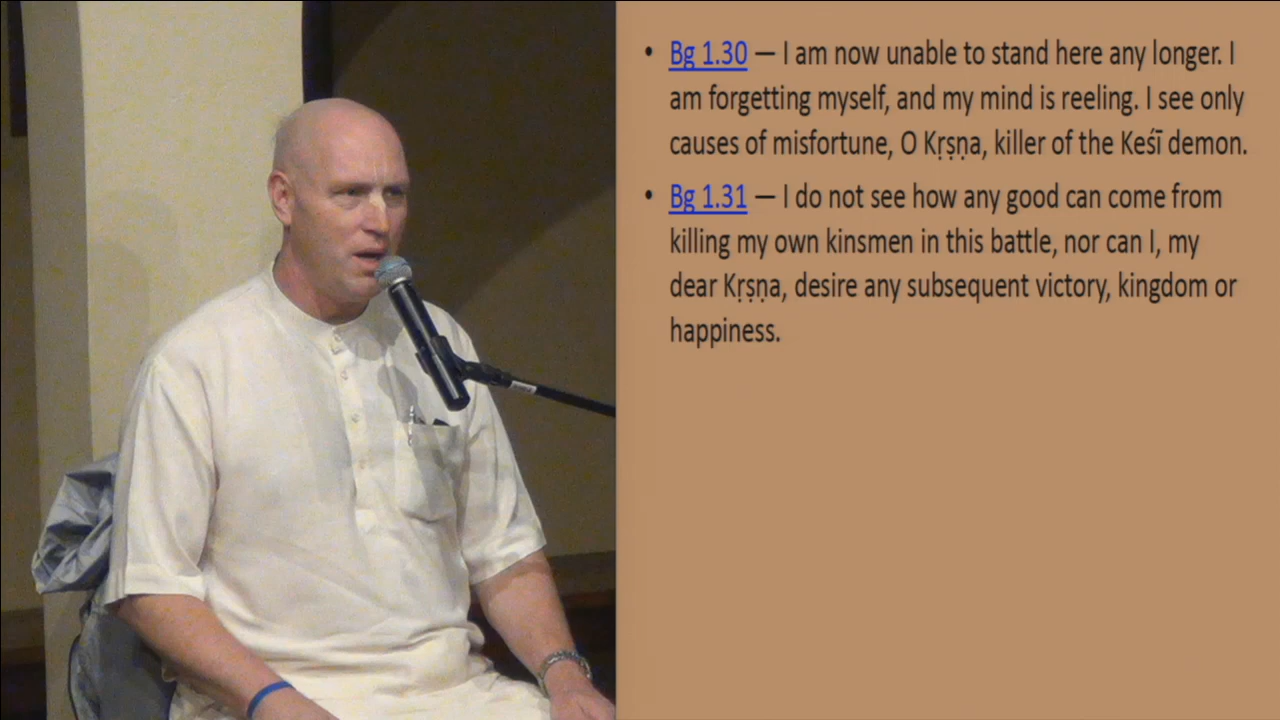 • Bg 1.30 — I am now unable to stand here any longer. I
am forgetting myself, and my mind is reeling. I see only
causes of misfortune, O Kṛṣṇa, killer of the Keśī demon.
• Bg 1.31 — I do not see how any good can come from
killing my own kinsmen in this battle, nor can I, my
dear Kṛṣṇa, desire any subsequent victory, kingdom or
happiness.